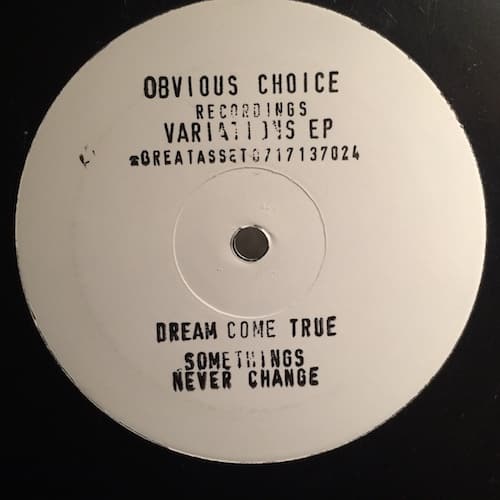 OBVIOUS CHOICE
RECORDINGS
VARIATIONS EP
☎GREATASSET0717137024
DREAM COME TRUE
SOMETHINGS
NEVER CHANGE